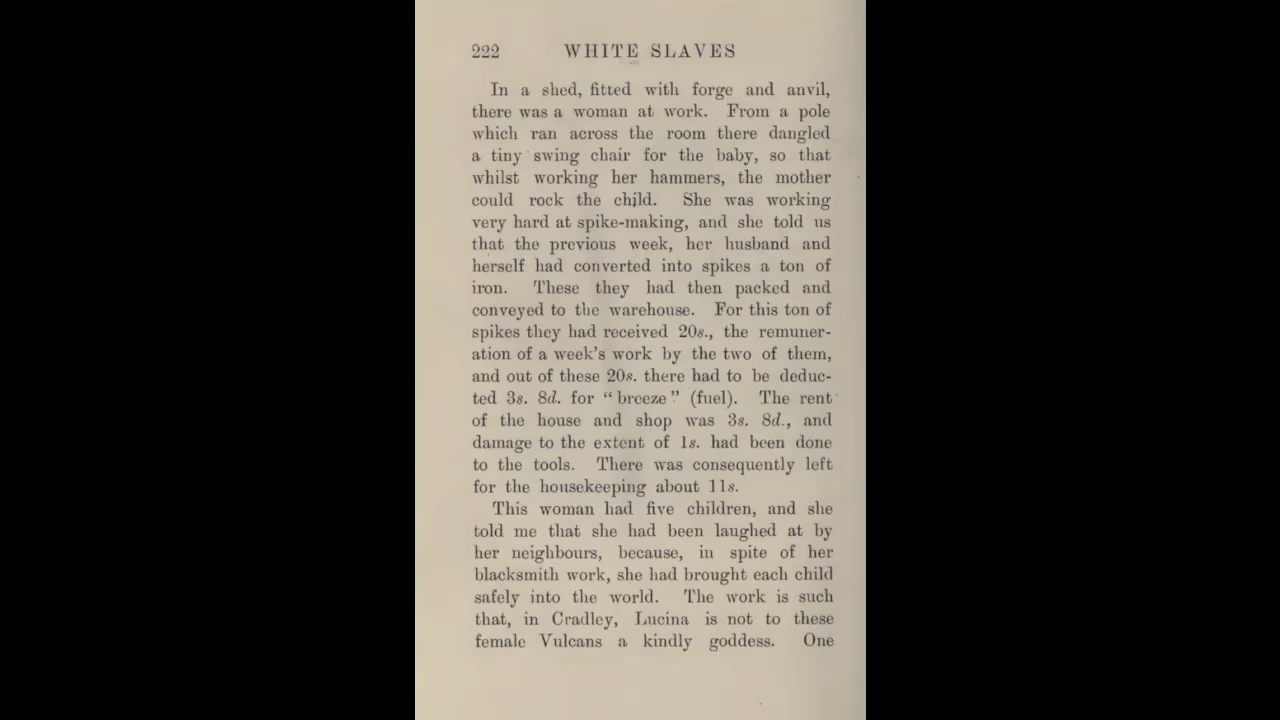 222 WHITE SLAVES
In a shed, fitted with forge and anvil,
there was a woman at work. From a pole
which ran across the room there dangled
a tiny swing chair for the baby, so that
whilst working her hammers, the mother
could rock the child. She was working
very hard at spike-making, and she told us
that the previous week, her husband and
herself had converted into spikes a ton of
iron. These they had then packed and
conveyed to the warehouse. For this ton of
spikes they had received 20s., the remuner-
ation of a week's work by the two of them,
and out of these 20s. there had to be deduc-
ted 3s. 8d. for "breeze" (fuel). The rent
of the house and shop was 3s. 8d., and
damage to the extent of 1s. had been done
to the tools. There was consequently left
for the housekeeping about 11s.
This woman had five children, and she
told me that she had been laughed at by
her neighbours, because, in spite of her
blacksmith work, she had brought each child
safely into the world. The work is such
that, in Cradley, Lucina is not to these
female Vulcans a kindly goddess. One